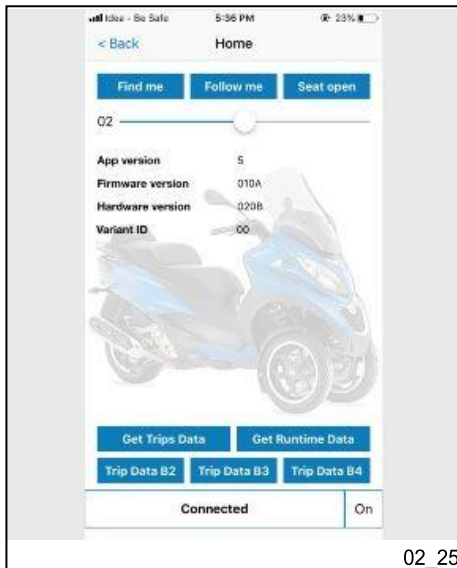 Idea - Be Safe 5:36 PM 23%
< Back Home
Find me Follow me Seat open
02
App version 5
Firmware version 010A
Hardware version 020B
Variant ID 00
Get Trips Data Get Runtime Data
Trip Data B2 Trip Data B3 Trip Data B4
Connected On
02_25